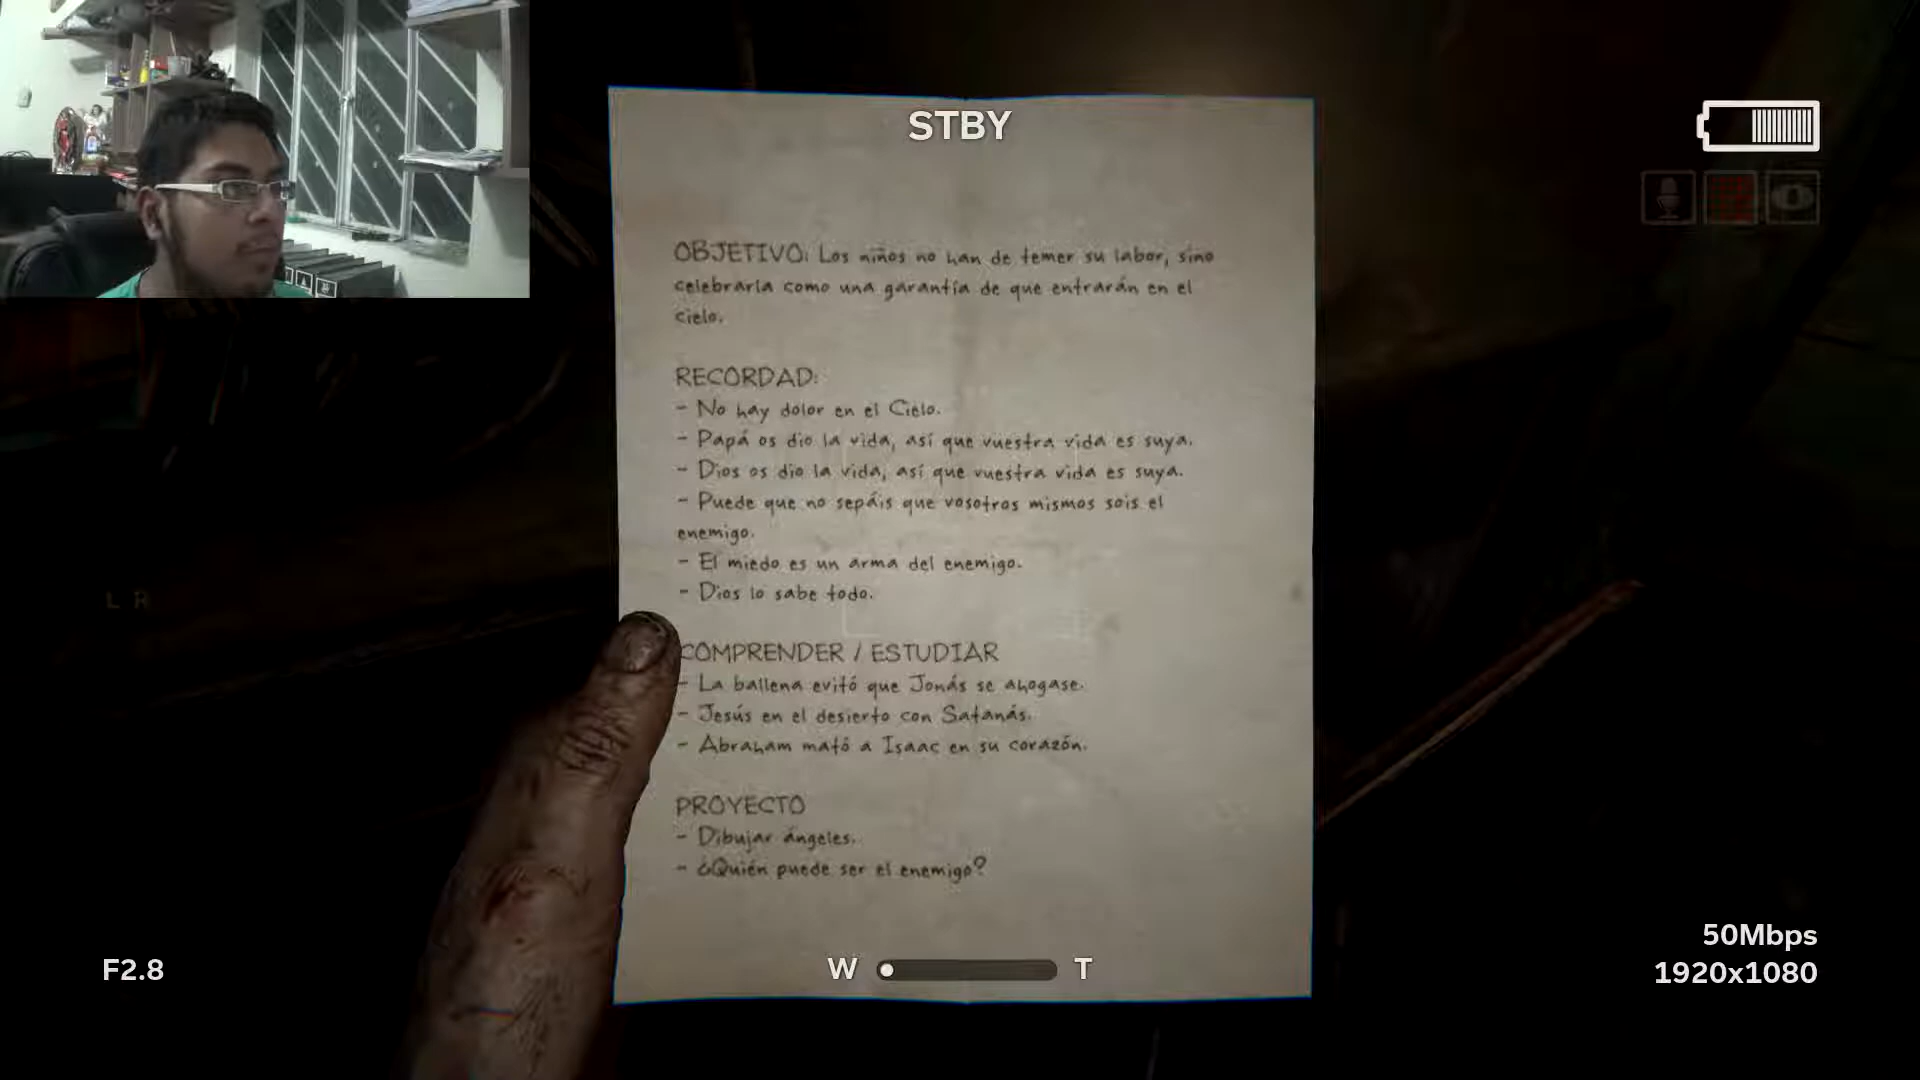 STBY
OBJETIVO: Los niños no han de temer su labor, sino
celebrarla como una garantía de que entrarán en el
cielo.
RECORDAD:
- No hay dolor en el Cielo.
- Papá os dio la vida, así que vuestra vida es suya.
- Dios os dio la vida, así que vuestra vida es suya.
- Puede que no sepáis que vosotros mismos sois el
enemigo.
- El miedo es un arma del enemigo.
- Dios lo sabe todo.
L R
COMPRENDER / ESTUDIAR
- La ballena evitó que Jonás se ahogase.
- Jesús en el desierto con Satanás.
- Abraham mató a Isaac en su corazón.
PROYECTO
- Dibujar ángeles.
- ¿Quién puede ser el enemigo?
50Mbps
F2.8
W T
1920x1080